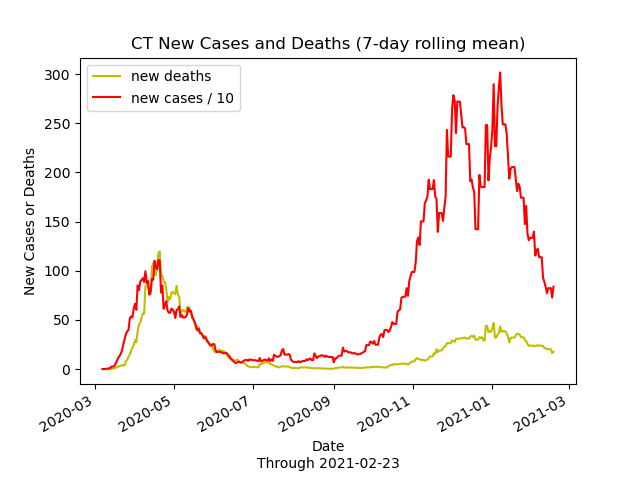 CT New Cases and Deaths (7-day rolling mean)
new deaths
new cases / 10
New Cases or Deaths
300
250
200
150
100
50
0
2020-03
2020-05
2020-07
2020-09
2020-11
2021-01
2021-03
Date
Through 2021-02-23